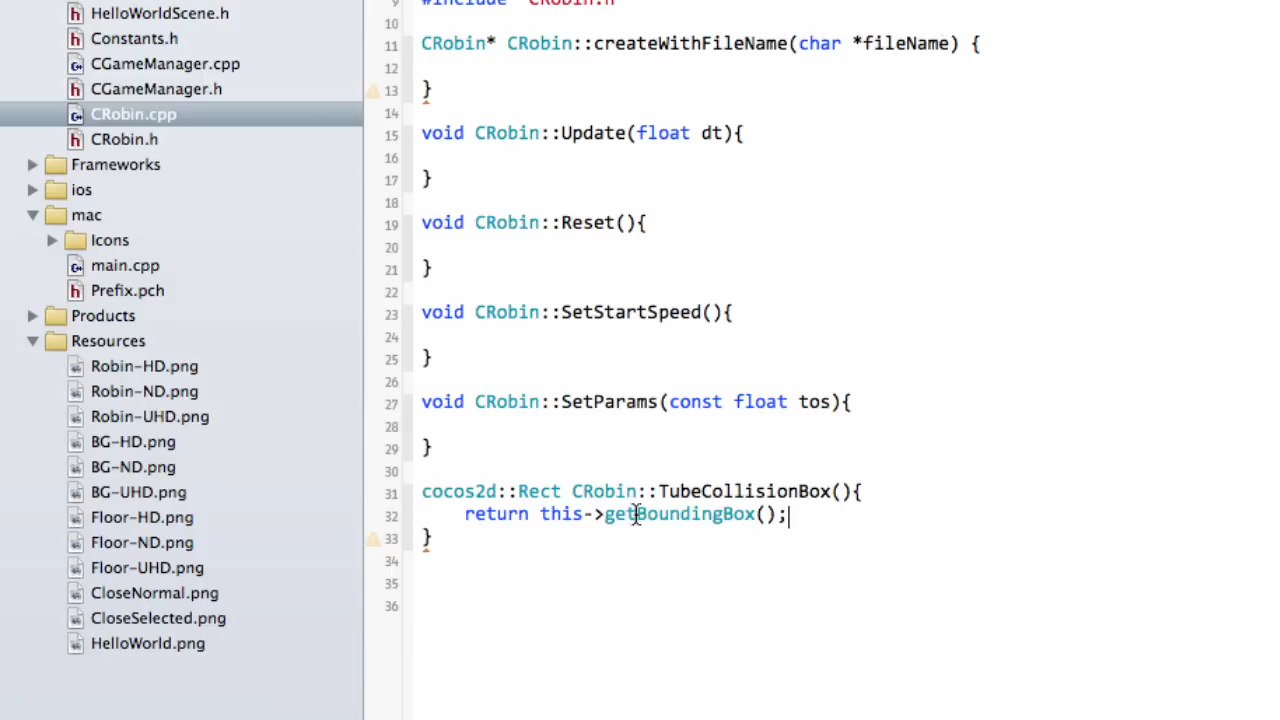 HelloWorldScene.h
Constants.h
CGameManager.cpp
CGameManager.h
CRobin.cpp
CRobin.h
Frameworks
ios
mac
Icons
main.cpp
Prefix.pch
Products
Resources
Robin-HD.png
Robin-ND.png
Robin-UHD.png
BG-HD.png
BG-ND.png
BG-UHD.png
Floor-HD.png
Floor-ND.png
Floor-UHD.png
CloseNormal.png
CloseSelected.png
HelloWorld.png
9 #include "CRobin.h"
10
11 CRobin* CRobin::createWithFileName(char *fileName) {
12
13 }
14
15 void CRobin::Update(float dt){
16
17 }
18
19 void CRobin::Reset(){
20
21 }
22
23 void CRobin::SetStartSpeed(){
24
25 }
26
27 void CRobin::SetParams(const float tos){
28
29 }
30
31 cocos2d::Rect CRobin::TubeCollisionBox(){
32 return this->getBoundingBox();
33 }
34
35
36